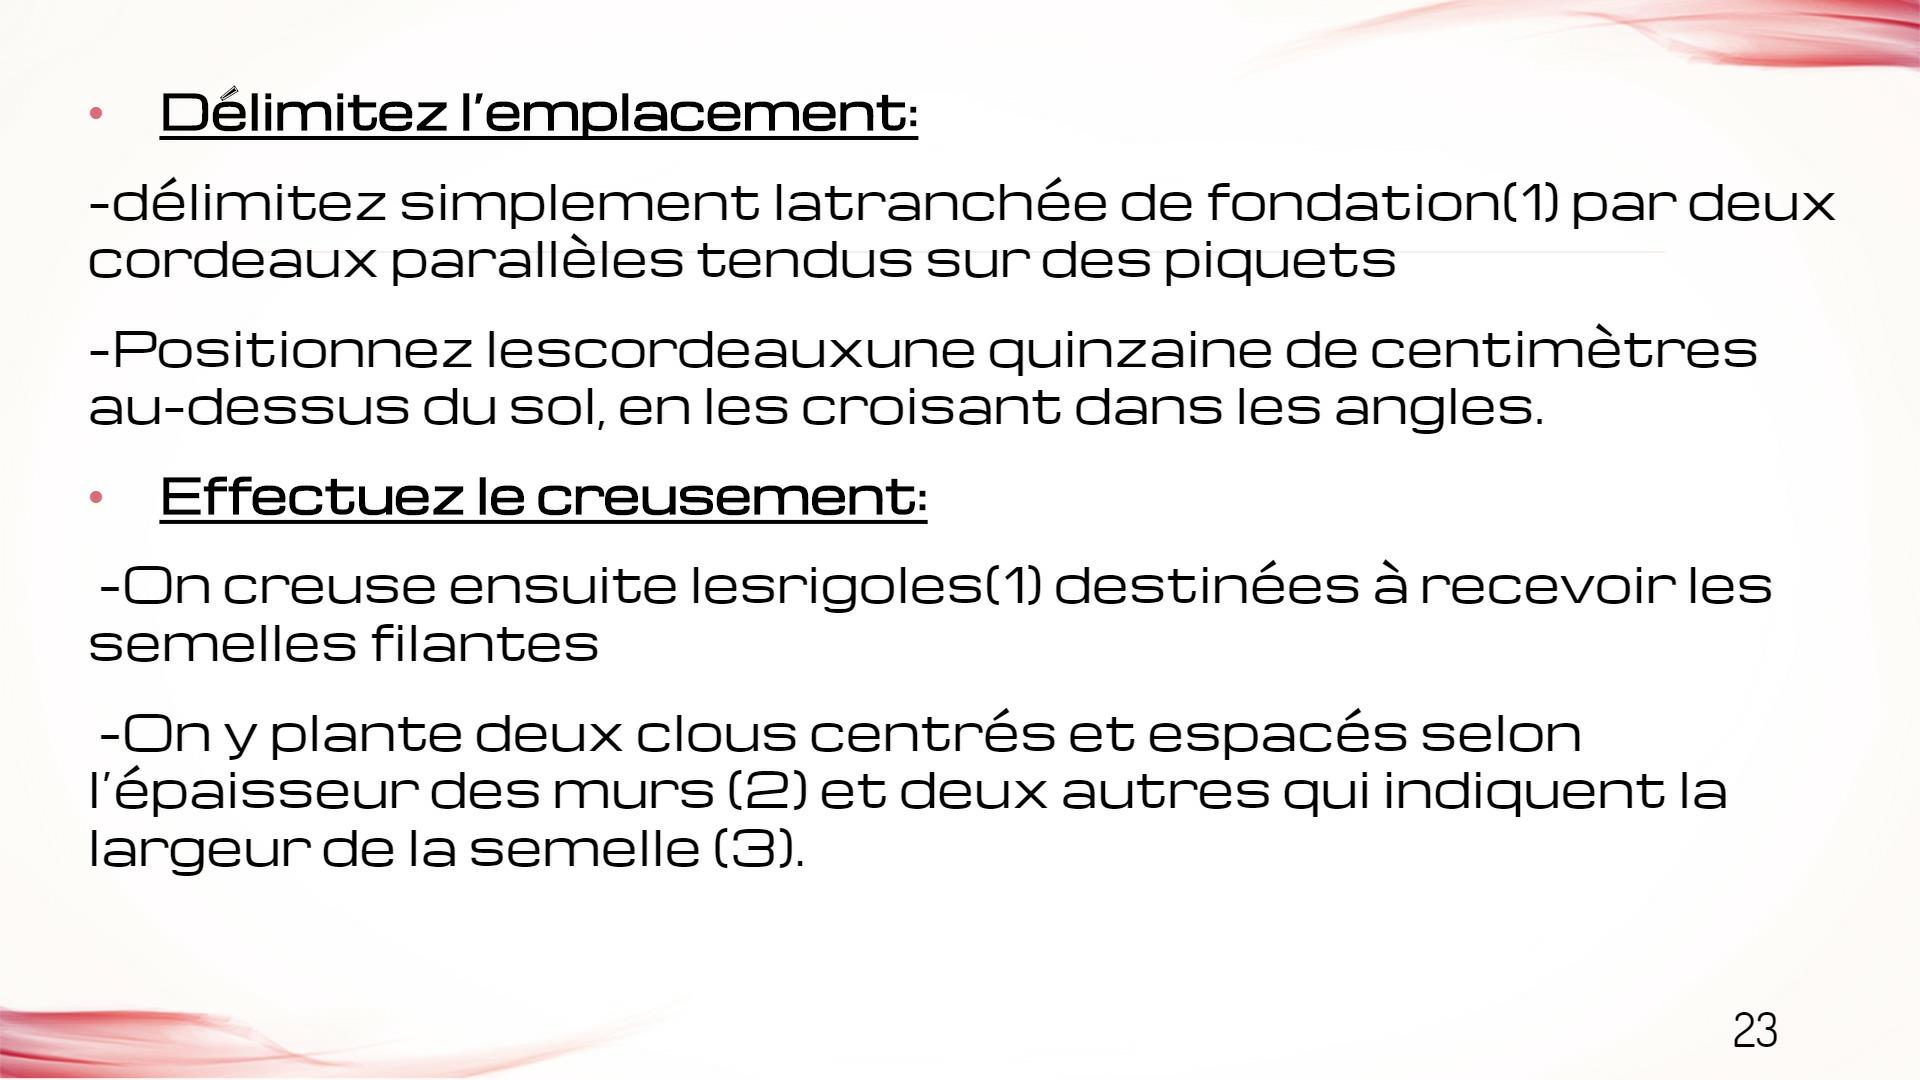 • Délimitez l’emplacement:
-délimitez simplement latranchée de fondation(1) par deux
cordeaux parallèles tendus sur des piquets
-Positionnez lescordeauxune quinzaine de centimètres
au-dessus du sol, en les croisant dans les angles.
• Effectuez le creusement:
-On creuse ensuite lesrigoles(1) destinées à recevoir les
semelles filantes
-On y plante deux clous centrés et espacés selon
l’épaisseur des murs (2) et deux autres qui indiquent la
largeur de la semelle (3).
23